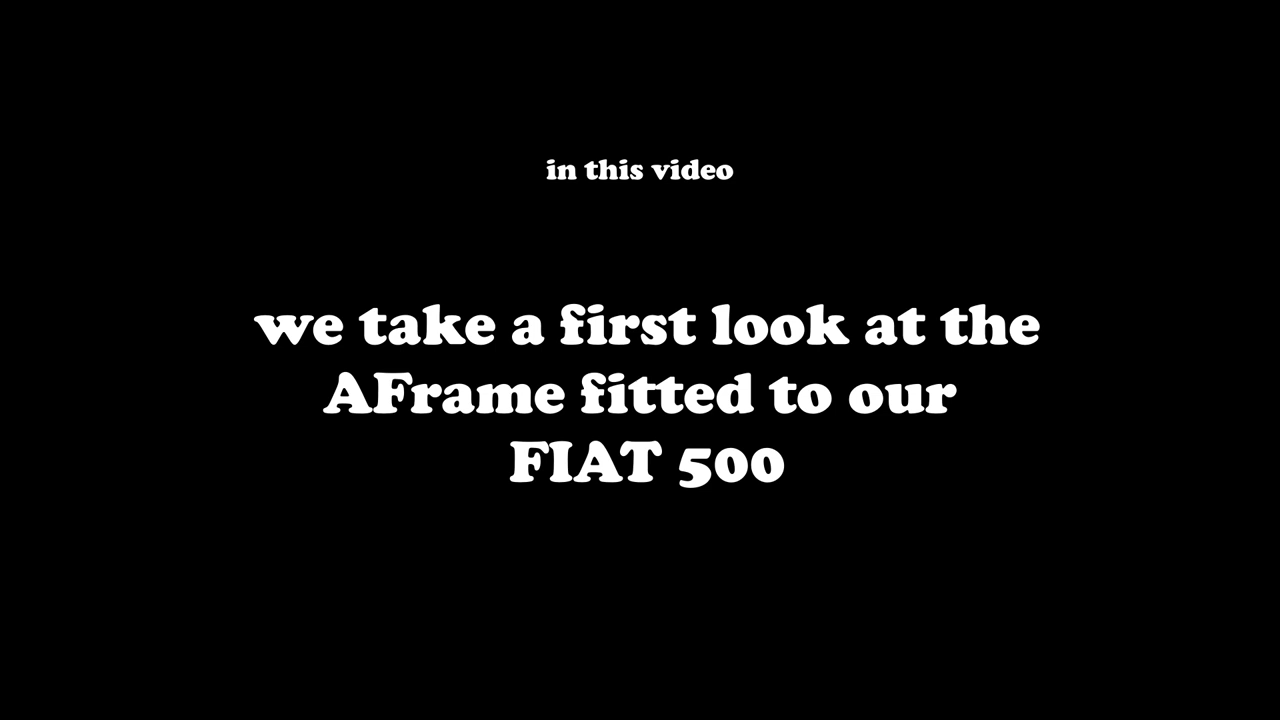 in this video
we take a first look at the
AFrame fitted to our
FIAT 500